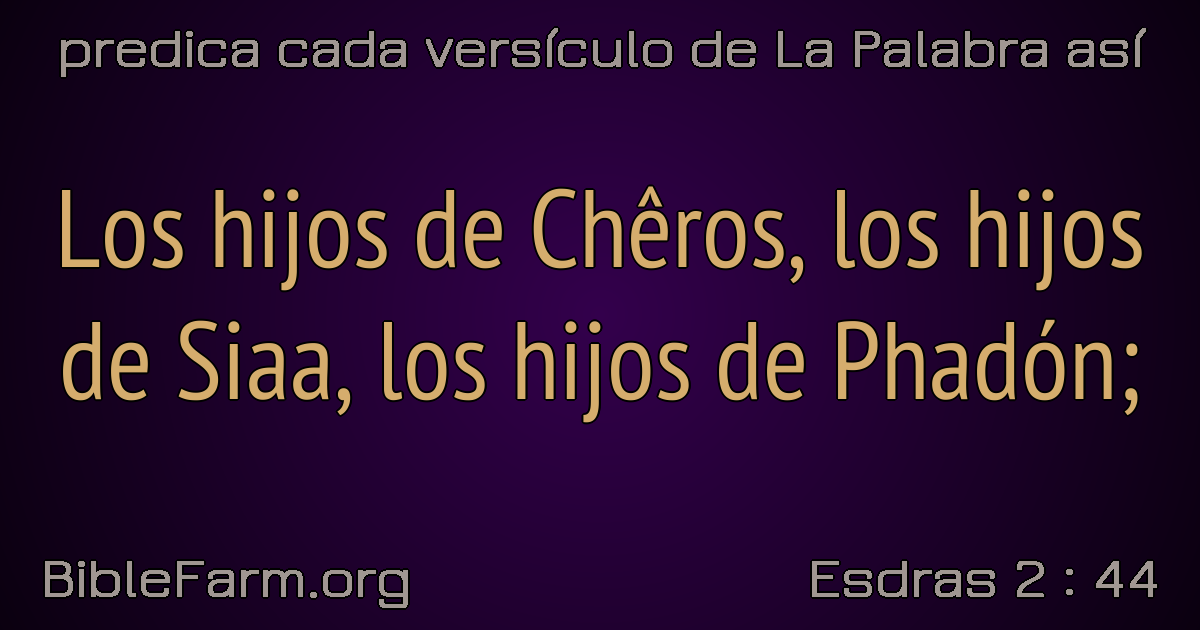 predica cada versículo de La Palabra así
Los hijos de Chêros, los hijos
de Siaa, los hijos de Phadón;
BibleFarm.org
Esdras 2 : 44